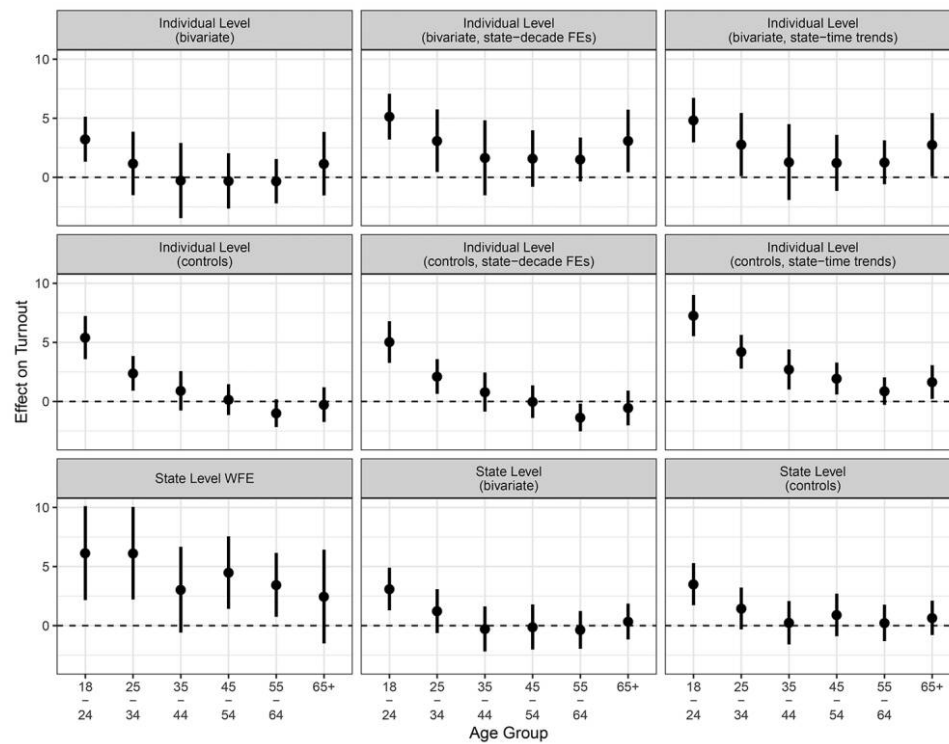 Individual Level
(bivariate)
Individual Level
(bivariate, state−decade FEs)
Individual Level
(bivariate, state−time trends)
10
5
0
Individual Level
(controls)
Individual Level
(controls, state−decade FEs)
Individual Level
(controls, state−time trends)
10
5
0
Effect on Turnout
State Level WFE
State Level
(bivariate)
State Level
(controls)
10
5
0
18 25 35 45 55 65+ 18 25 35 45 55 65+ 18 25 35 45 55 65+
− − − − − − − − − − − − − − −
24 34 44 54 64 24 34 44 54 64 24 34 44 54 64
Age Group